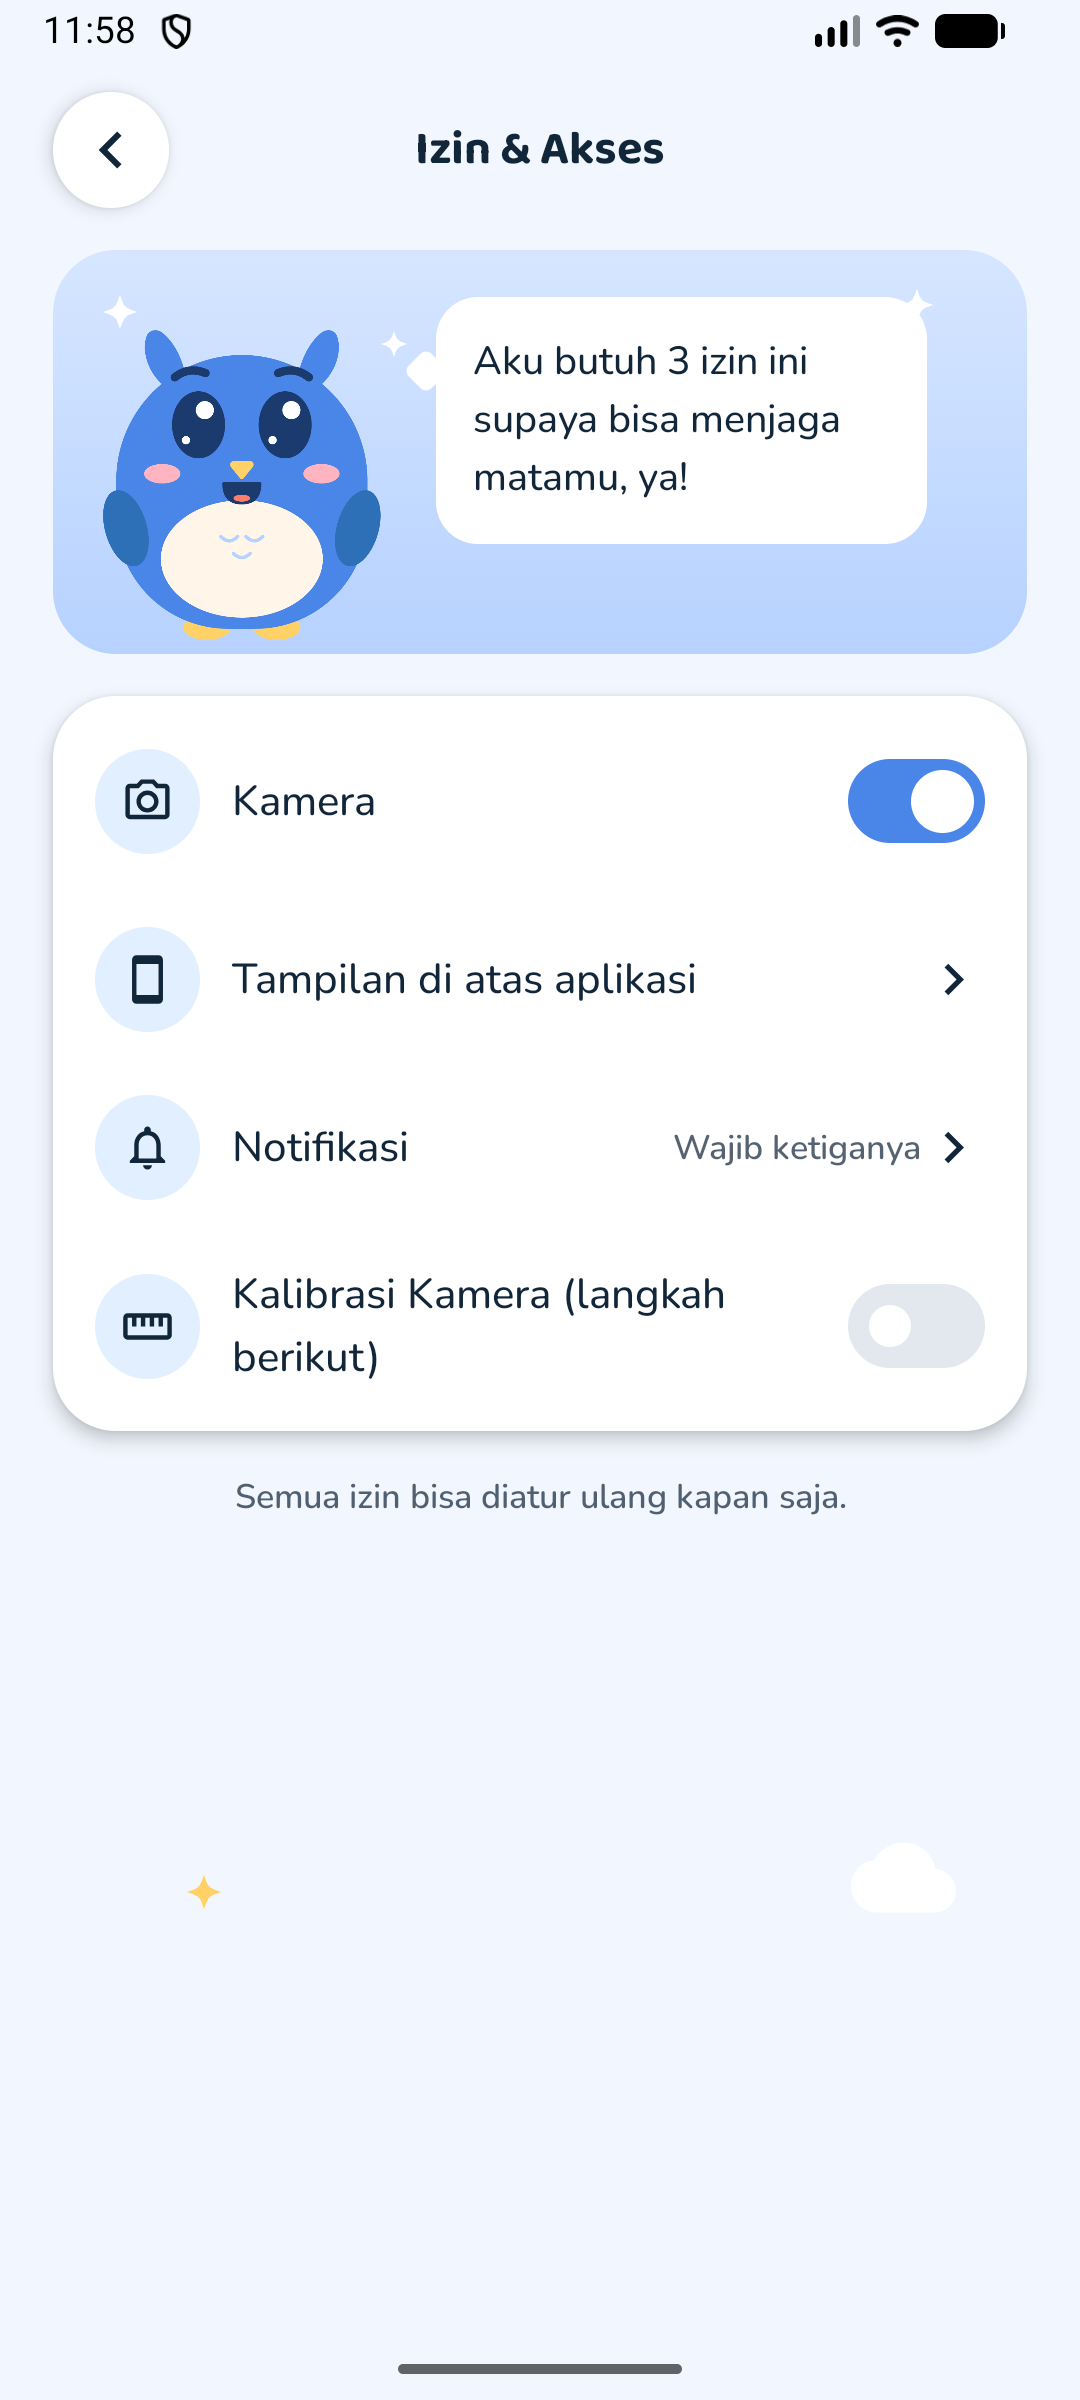 11:58
Izin & Akses
Aku butuh 3 izin ini
supaya bisa menjaga
matamu, ya!
Kamera
Tampilan di atas aplikasi
Notifikasi
Wajib ketiganya
Kalibrasi Kamera (langkah
berikut)
Semua izin bisa diatur ulang kapan saja.